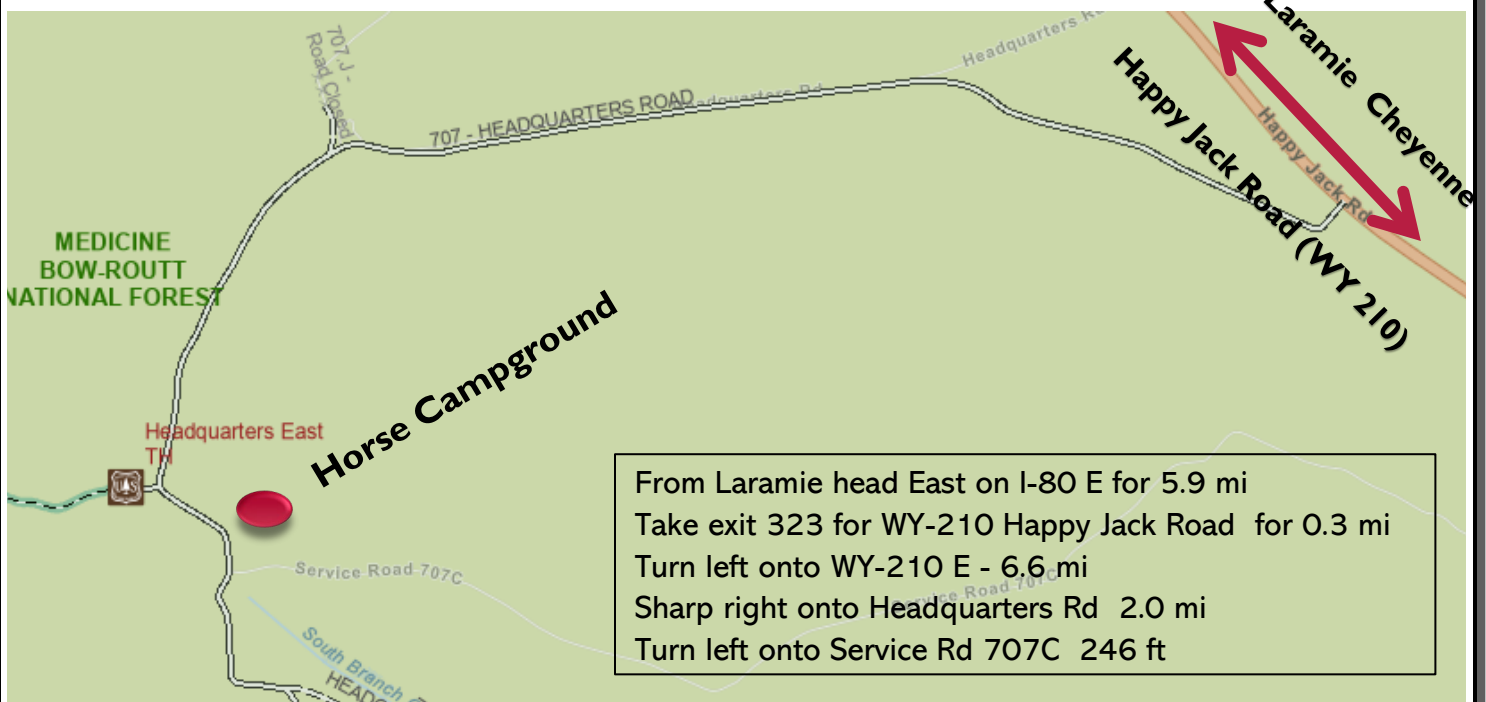 Laramie Cheyenne
707.J -
Road Closed
Headquarters Rd
Happy Jack Road (WY 210)
Happy Jack Rd
707 - HEADQUARTERS ROAD
Headquarters Rd
MEDICINE
BOW-ROUTT
NATIONAL FOREST
Horse Campground
Headquarters East
TH
From Laramie head East on I-80 E for 5.9 mi
Take exit 323 for WY-210 Happy Jack Road for 0.3 mi
Turn left onto WY-210 E - 6.6 mi
Sharp right onto Headquarters Rd 2.0 mi
Turn left onto Service Rd 707C 246 ft
Service Road 707C
Service Road 707C
South Branch